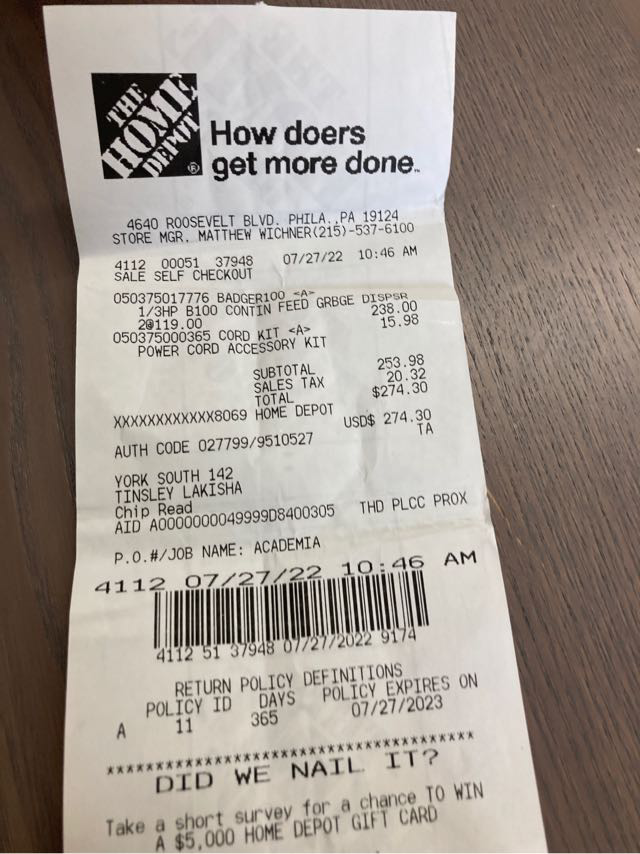 THE
HOME
DEPOT
®
How doers
get more done™
4640 ROOSEVELT BLVD. PHILA.,PA 19124
STORE MGR. MATTHEW WICHNER(215)-537-6100
4112 00051 37948 07/27/22 10:46 AM
SALE SELF CHECKOUT
050375017776 BADGER100 <A>
1/3HP B100 CONTIN FEED GRBGE DISPSR
2@119.00 238.00
050375000365 CORD KIT <A> 15.98
POWER CORD ACCESSORY KIT
SUBTOTAL 253.98
SALES TAX 20.32
TOTAL $274.30
XXXXXXXXXXXX8069 HOME DEPOT
USD$ 274.30
AUTH CODE 027799/9510527 TA
YORK SOUTH 142
TINSLEY LAKISHA
Chip Read
AID A0000000049999D8400305 THD PLCC PROX
P.O.#/JOB NAME: ACADEMIA
4112 07/27/22 10:46 AM
4112 51 37948 07/27/2022 9174
RETURN POLICY DEFINITIONS
POLICY ID DAYS POLICY EXPIRES ON
A 11 365 07/27/2023
*****************************************
DID WE NAIL IT?
Take a short survey for a chance TO WIN
A $5,000 HOME DEPOT GIFT CARD